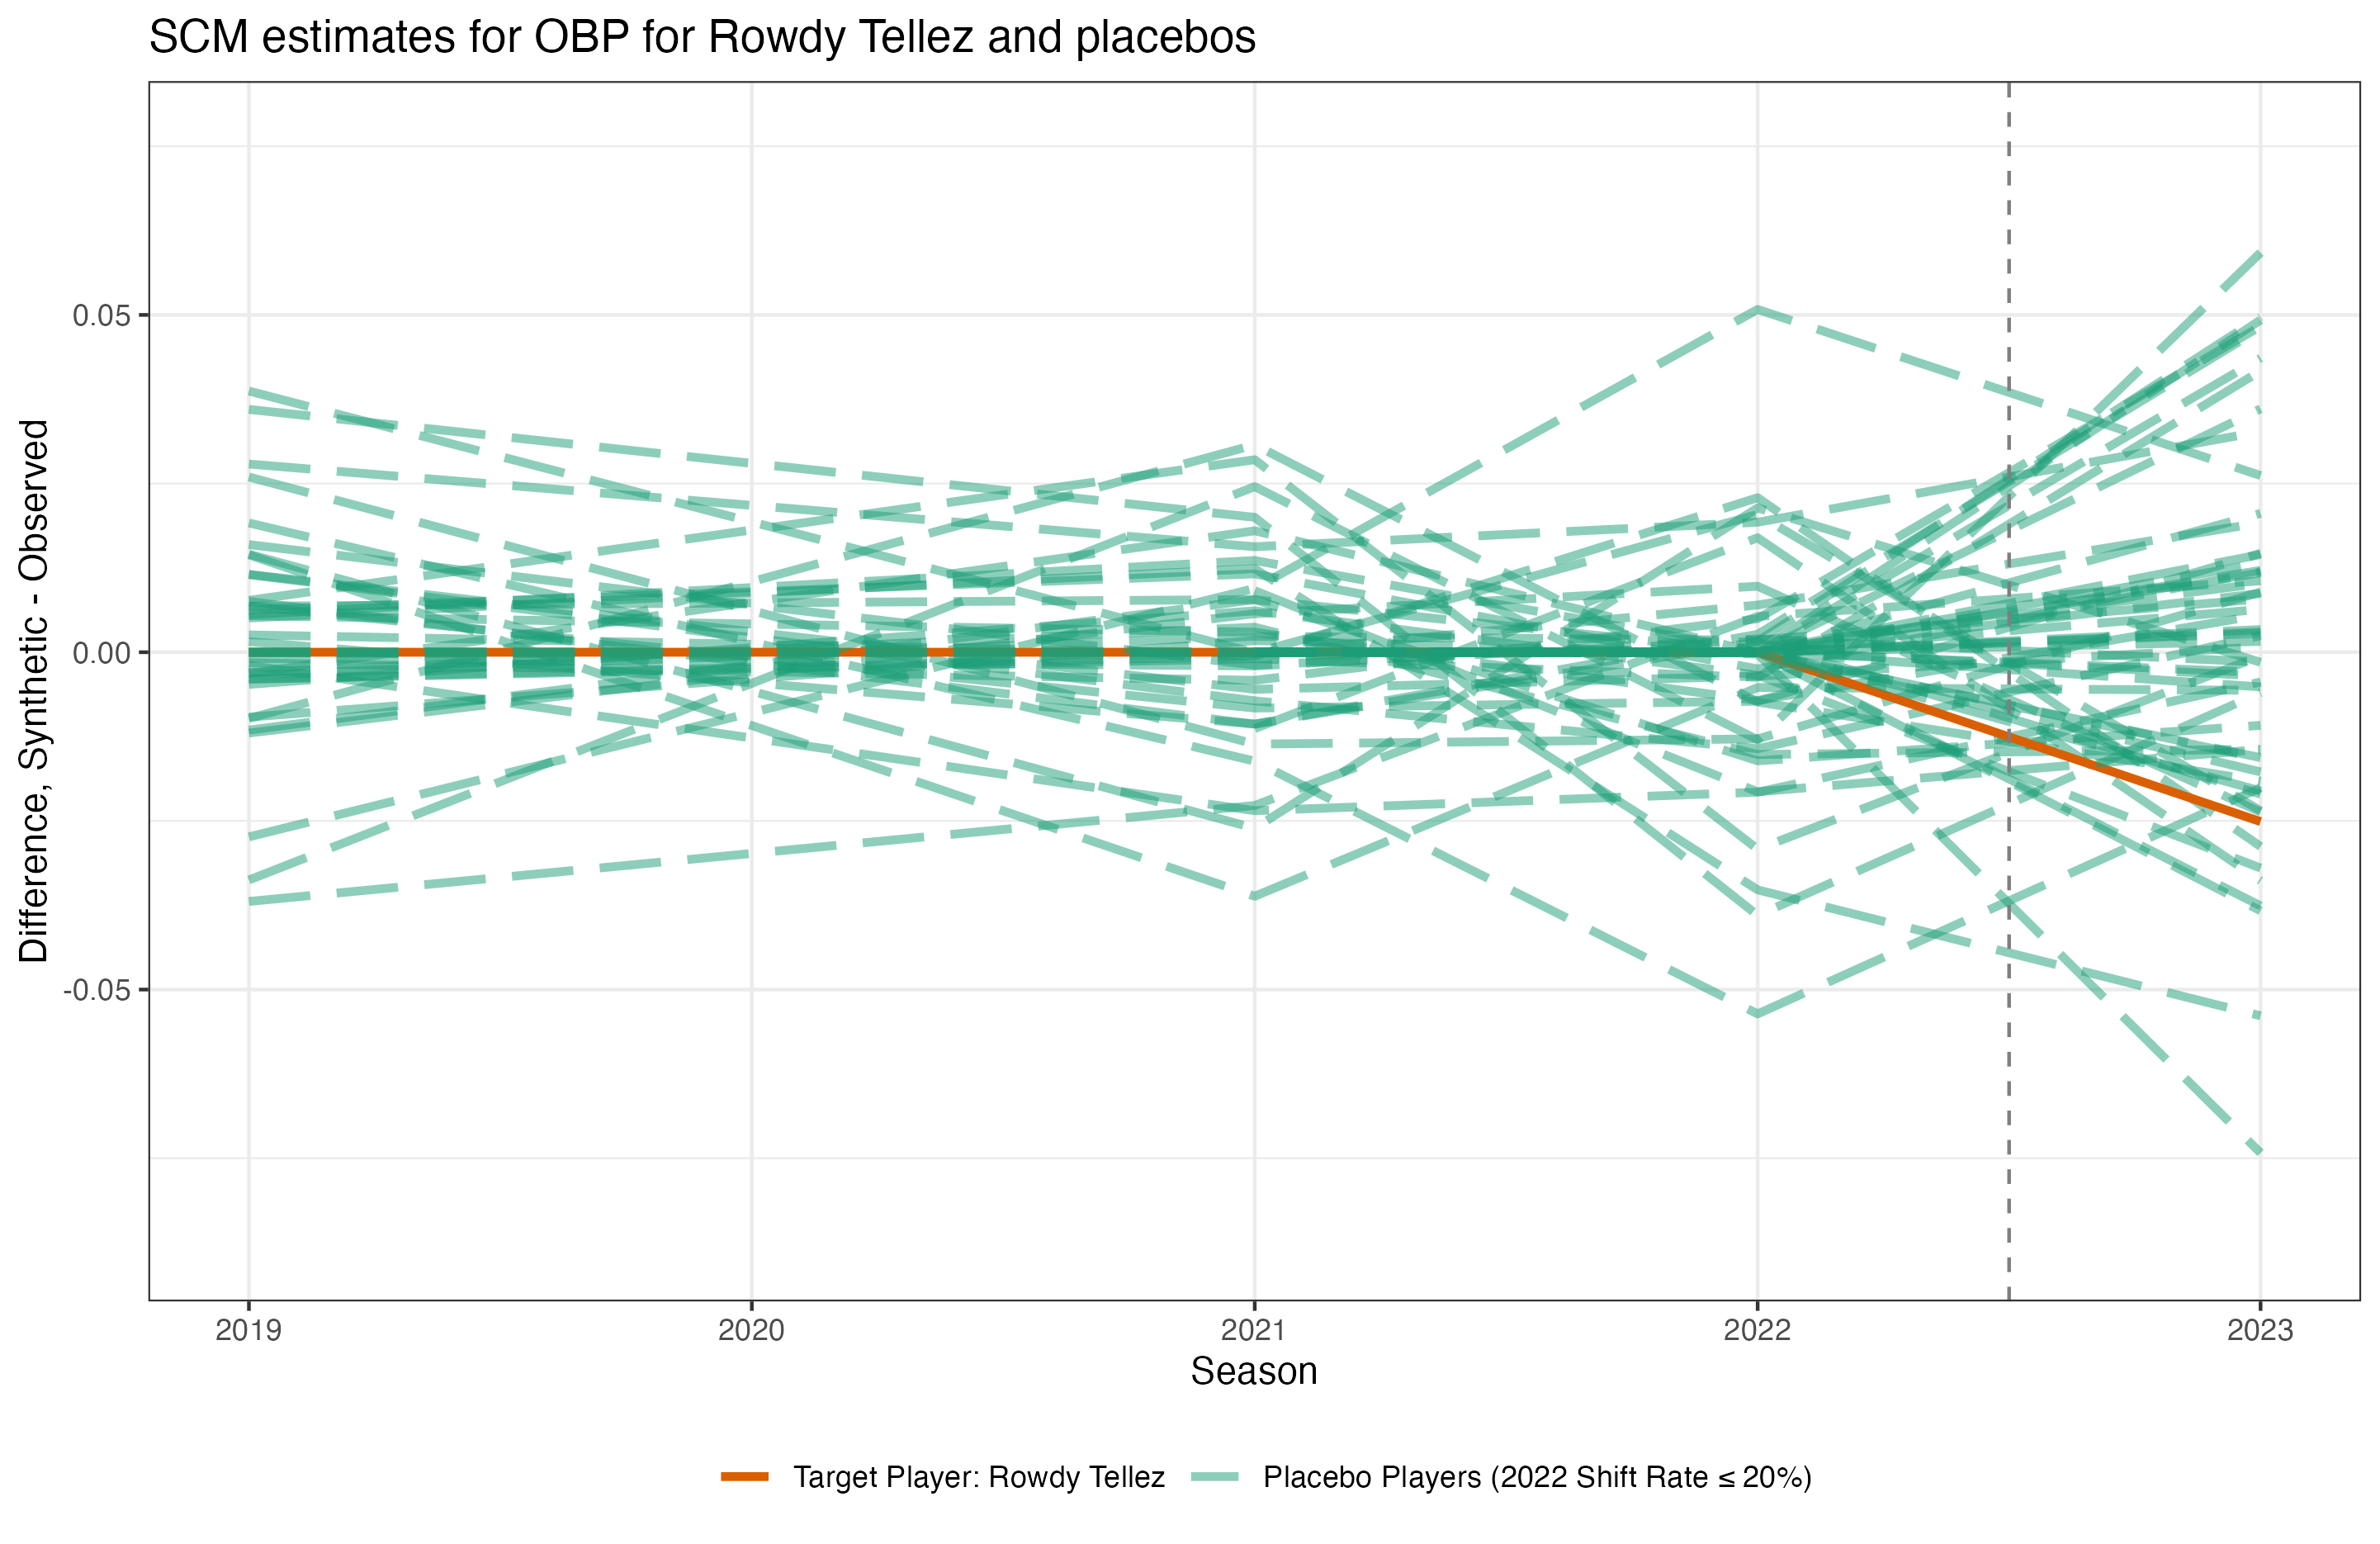 SCM estimates for OBP for Rowdy Tellez and placebos
Difference, Synthetic - Observed
0.05
0.00
-0.05
2019 2020 2021 2022 2023
Season
Target Player: Rowdy Tellez Placebo Players (2022 Shift Rate ≤ 20%)